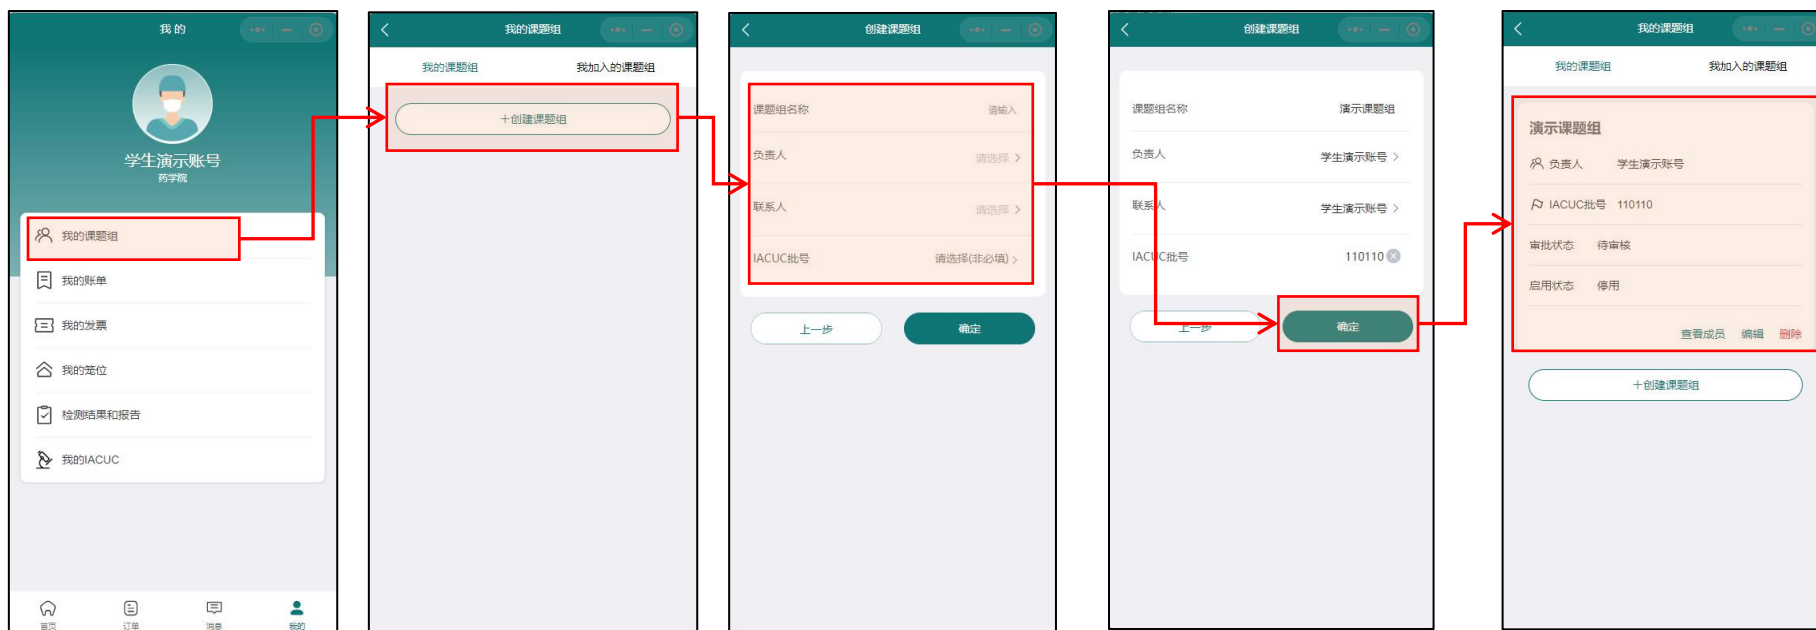 我的
学生演示账号
药学院
我的课题组
我的账单
我的发票
我的笼位
检测结果和报告
我的IACUC
首页
订单
消息
我的
我的课题组
我的课题组
我加入的课题组
+创建课题组
创建课题组
课题组名称 请输入
负责人 请选择
联系人 请选择
IACUC批号 请选择(非必填)
上一步
确定
创建课题组
课题组名称 演示课题组
负责人 学生演示账号
联系人 学生演示账号
IACUC批号 110110
上一步
确定
我的课题组
我的课题组
我加入的课题组
演示课题组
负责人 学生演示账号
IACUC批号 110110
审批状态 待审核
启用状态 停用
查看成员 编辑 删除
+创建课题组